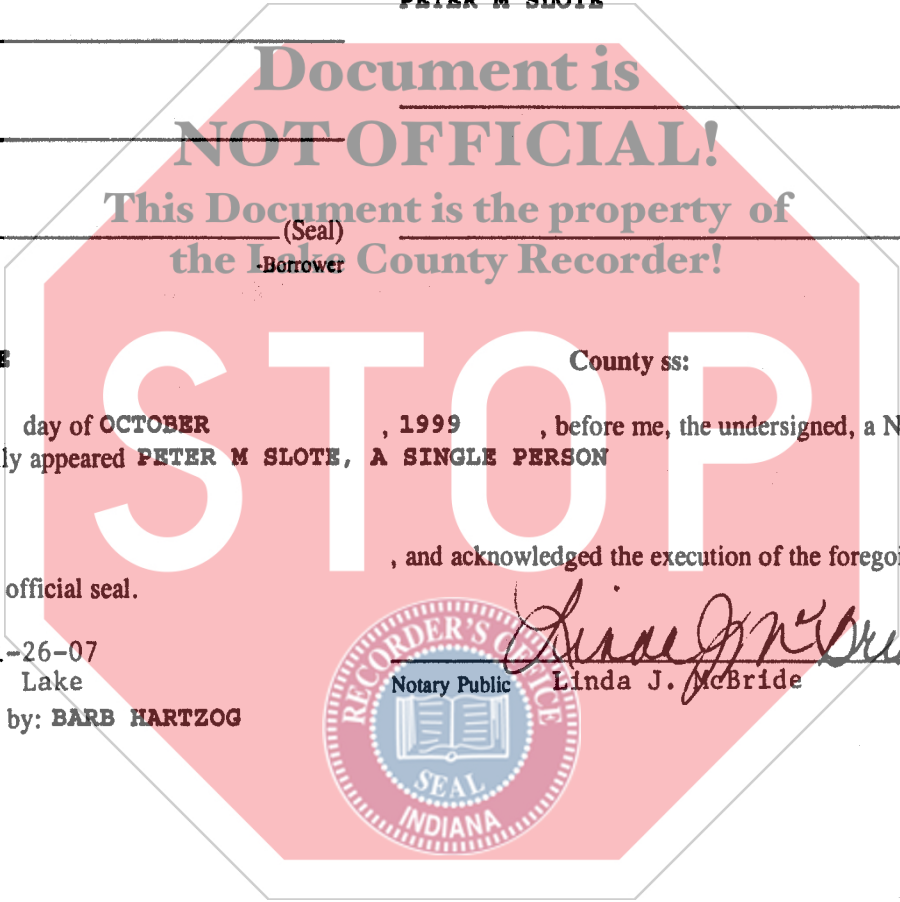 PETER M SLOTE
Document is
NOT OFFICIAL!
This Document is the property of
the Lake County Recorder!
(Seal)
-Borrower
STOP
County ss:
day of OCTOBER , 1999 , before me, the undersigned, a N
ly appeared PETER M SLOTE, A SINGLE PERSON
, and acknowledged the execution of the foregoi
official seal.
Linda J. McBri
-26-07
Lake
Notary Public Linda J. McBride
by: BARB HARTZOG
RECORDER'S OFFICE
SEAL
INDIANA